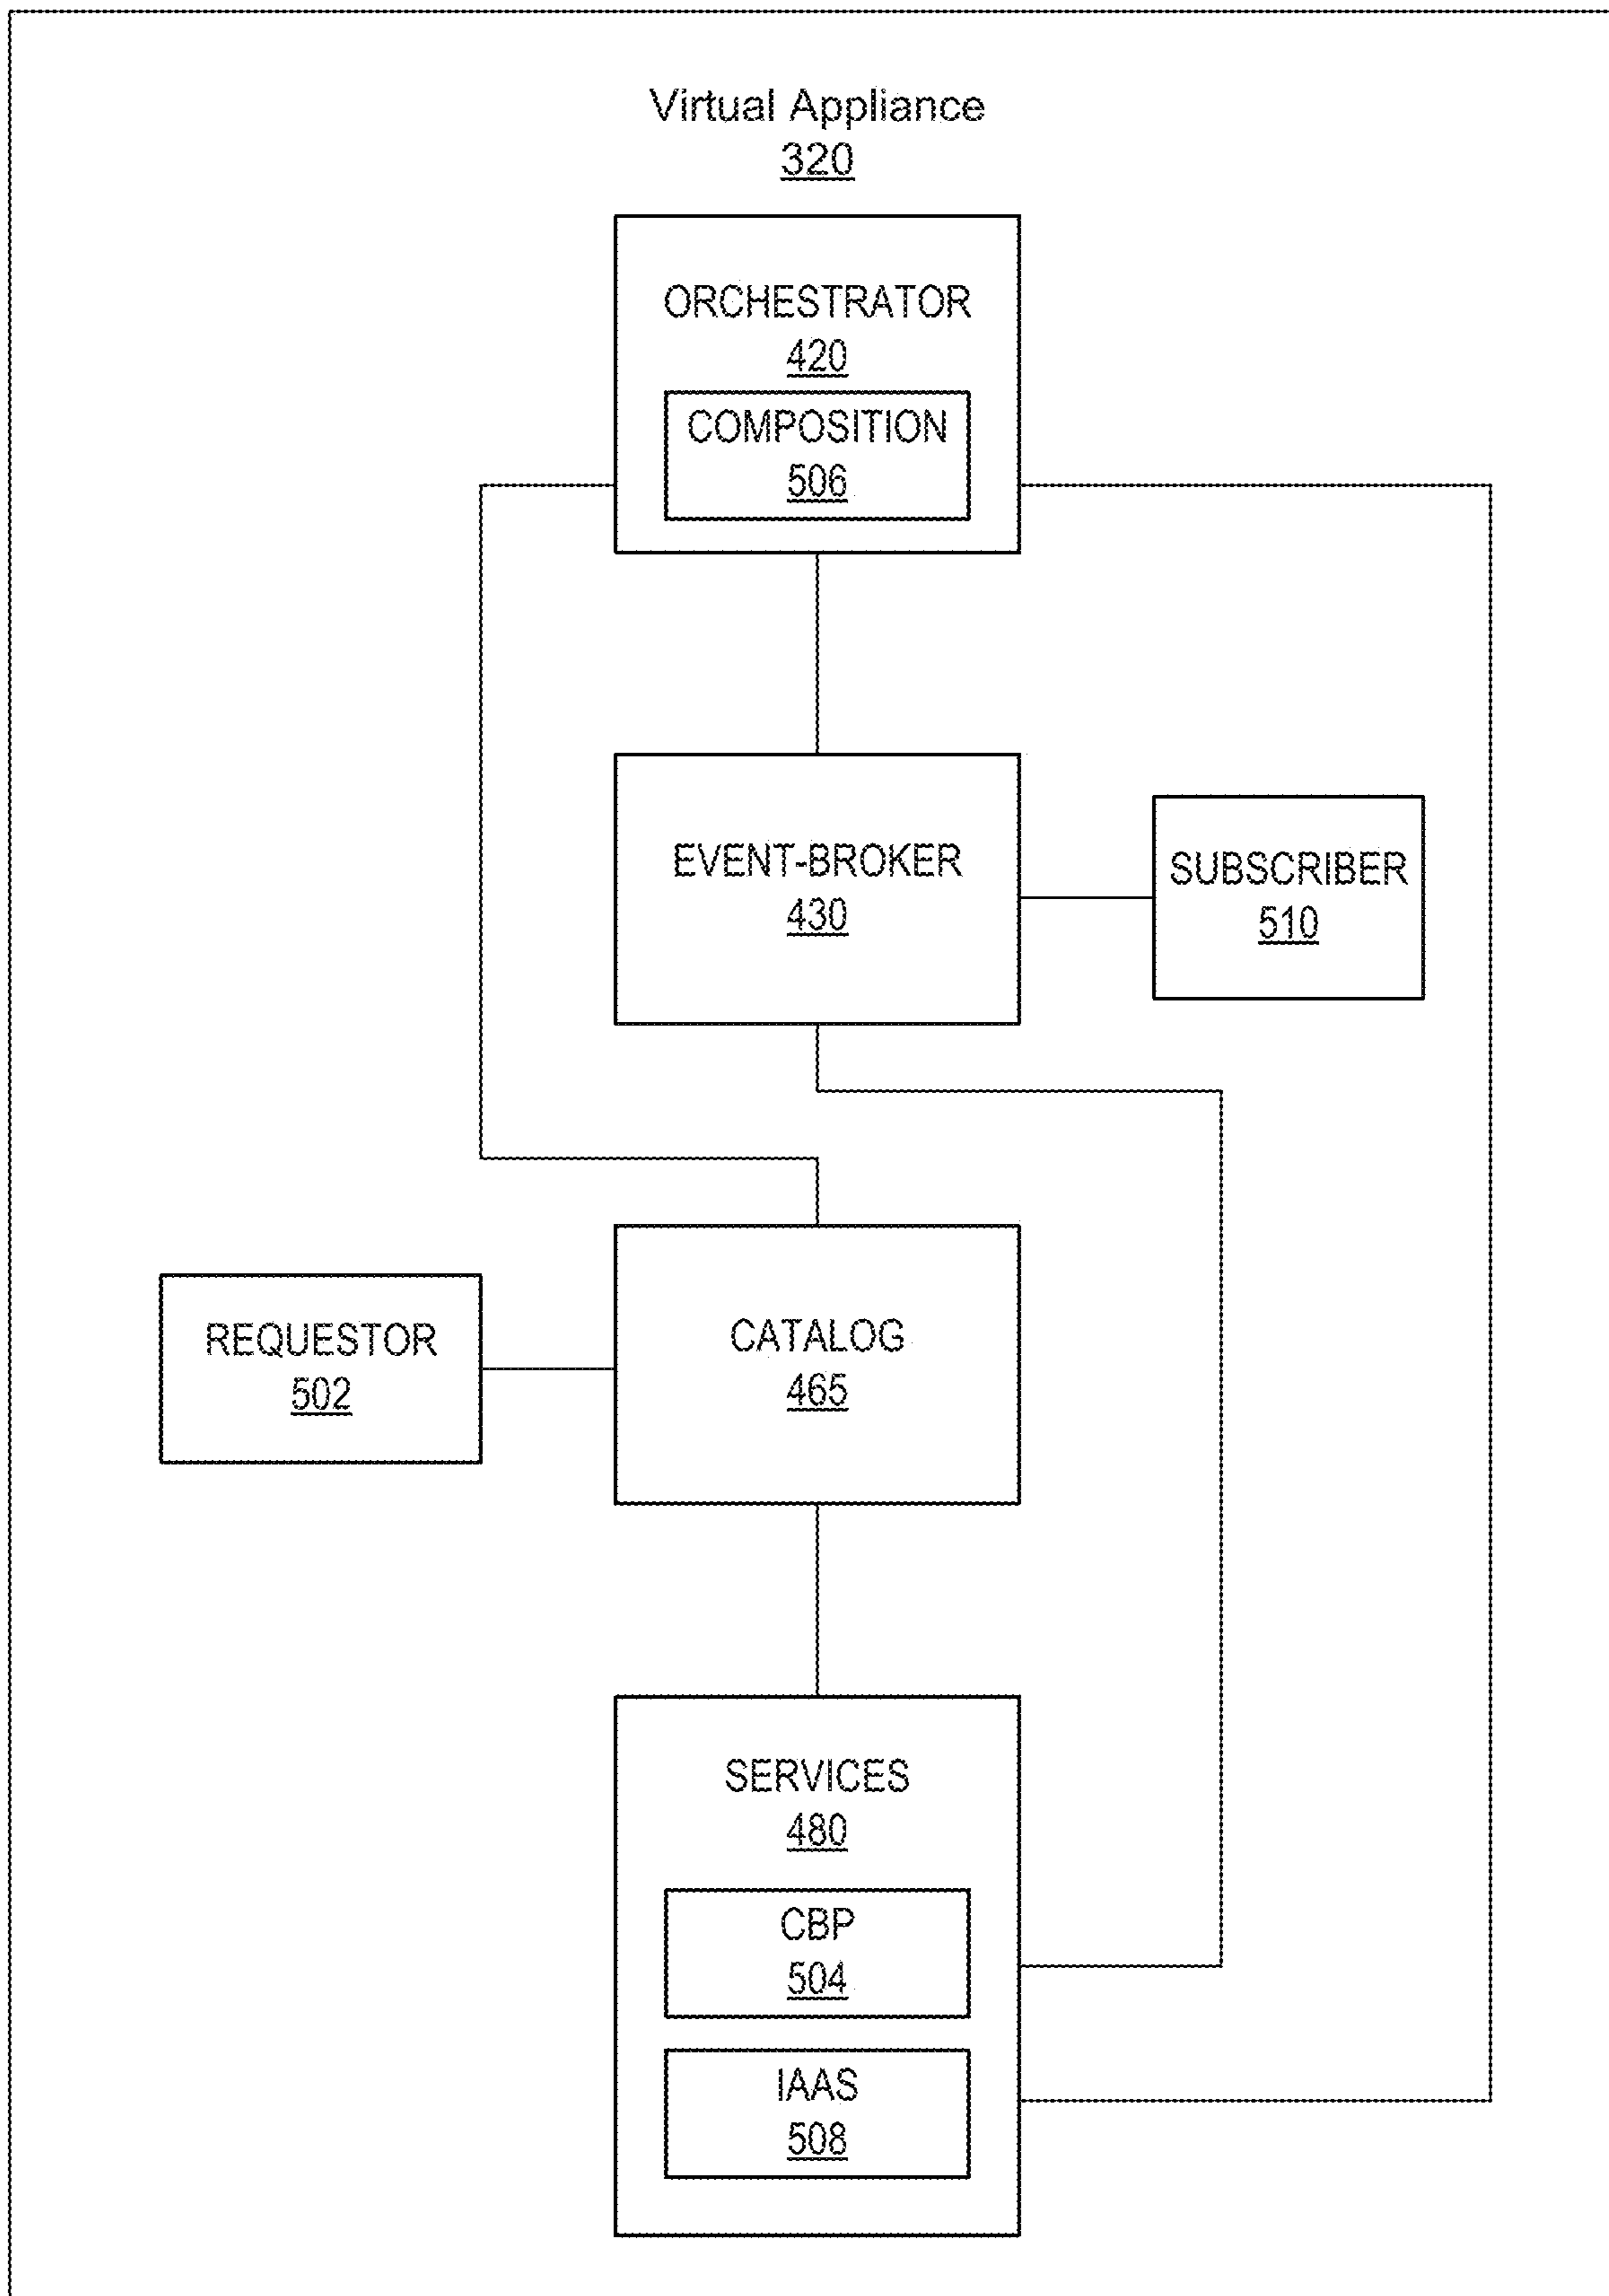 Virtual Appliance
320
ORCHESTRATOR
420
COMPOSITION
506
EVENT-BROKER
430
SUBSCRIBER
510
REQUESTOR
502
CATALOG
465
SERVICES
480
CBP
504
IAAS
508